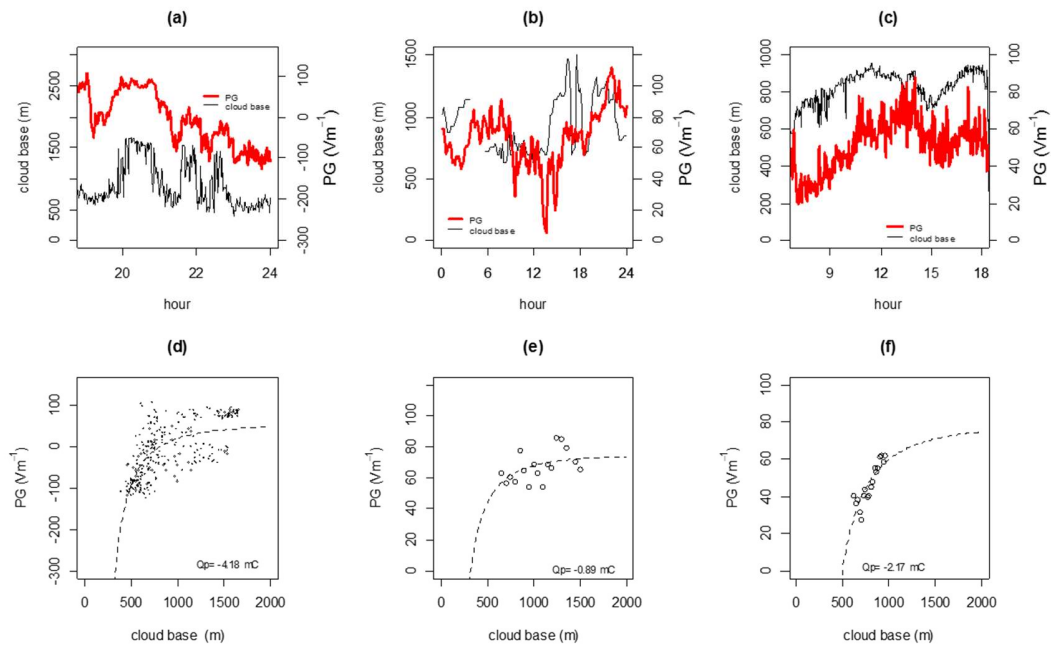 (a)
cloud base (m)
0
500
1500
2500
PG
cloud base
-300
-200
-100
0
100
PG (Vm⁻¹)
20
22
24
hour
(b)
cloud base (m)
0
500
1000
1500
PG
cloud base
0
20
40
60
80
100
PG (Vm⁻¹)
0
6
12
18
24
hour
(c)
cloud base (m)
0
200
400
600
800
1000
PG
cloud base
0
20
40
60
80
100
PG (Vm⁻¹)
9
12
15
18
hour
(d)
PG (Vm⁻¹)
-300
-200
-100
0
100
Qp= -4.18 mC
0
500
1000
1500
2000
cloud base (m)
(e)
PG (Vm⁻¹)
0
20
40
60
80
100
Qp= -0.89 mC
0
500
1000
1500
2000
cloud base (m)
(f)
PG (Vm⁻¹)
0
20
40
60
80
100
Qp= -2.17 mC
0
500
1000
1500
2000
cloud base (m)